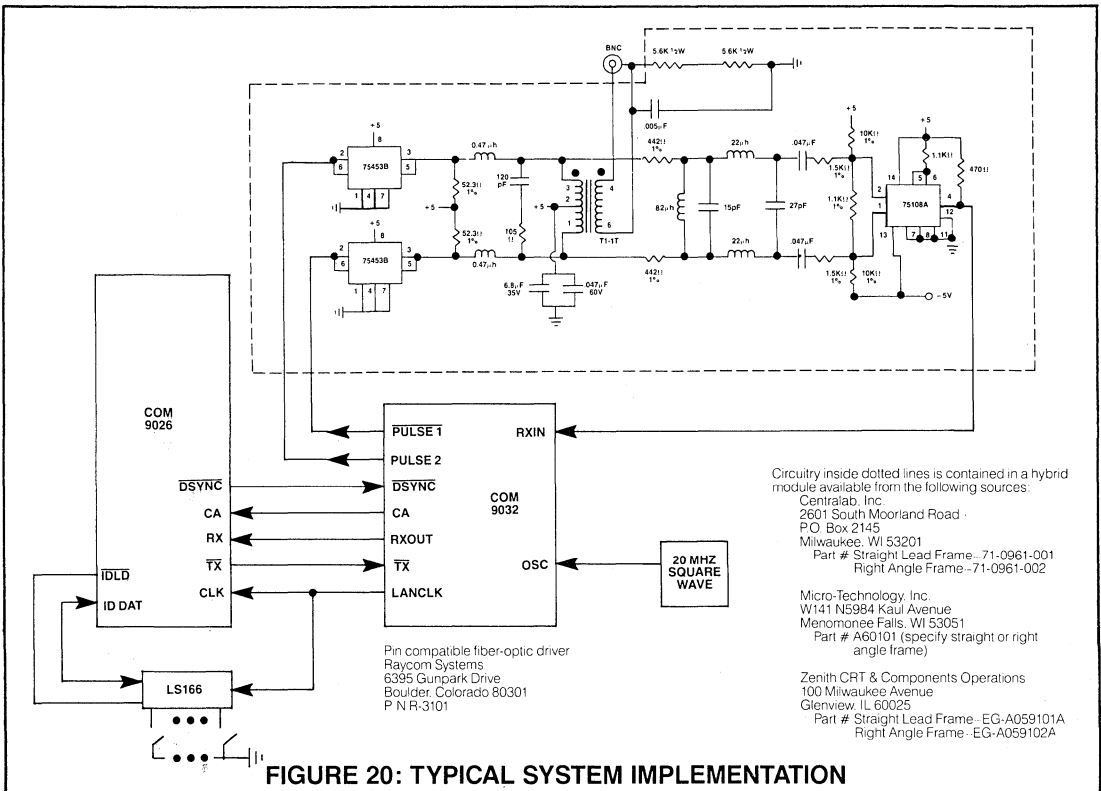 BNC
5.6K ½W
5.6K ½W
.005µF
+5
8
2
6
75453B
3
5
1 4 7
0.47µh
52.3Ω
1%
+5
52.3Ω
1%
120
pF
105
Ω
0.47µh
+5
8
2
6
75453B
3
5
1 4 7
3
2
1
4
6
+5
T1-1T
6.8µF
35V
.047µF
60V
442Ω
1%
442Ω
1%
82µh
22µh
15pF
22µh
27pF
.047µF
.047µF
1.5K Ω
1%
1.5K Ω
1%
+5
10KΩ
1%
1.1KΩ
1%
10KΩ
1%
+5
1.1KΩ
470Ω
14
5
6
2
1
75108A
4
12
13
7
8
11
-5V
COM
9026
DSYNC
CA
RX
TX
CLK
IDLD
ID DAT
LS166
COM
9032
PULSE 1
PULSE 2
DSYNC
CA
RXOUT
TX
LANCLK
RXIN
OSC
20 MHZ
SQUARE
WAVE
Pin compatible fiber-optic driver
Raycom Systems
6395 Gunpark Drive
Boulder, Colorado 80301
P N R-3101
Circuitry inside dotted lines is contained in a hybrid
module available from the following sources:
Centralab, Inc.
2601 South Moorland Road
P.O. Box 2145
Milwaukee, WI 53201
Part # Straight Lead Frame--71-0961-001
Right Angle Frame--71-0961-002
Micro-Technology, Inc.
W141 N5984 Kaul Avenue
Menomonee Falls, WI 53051
Part # A60101 (specify straight or right
angle frame)
Zenith CRT & Components Operations
100 Milwaukee Avenue
Glenview, IL 60025
Part # Straight Lead Frame--EG-A059101A
Right Angle Frame--EG-A059102A
FIGURE 20: TYPICAL SYSTEM IMPLEMENTATION